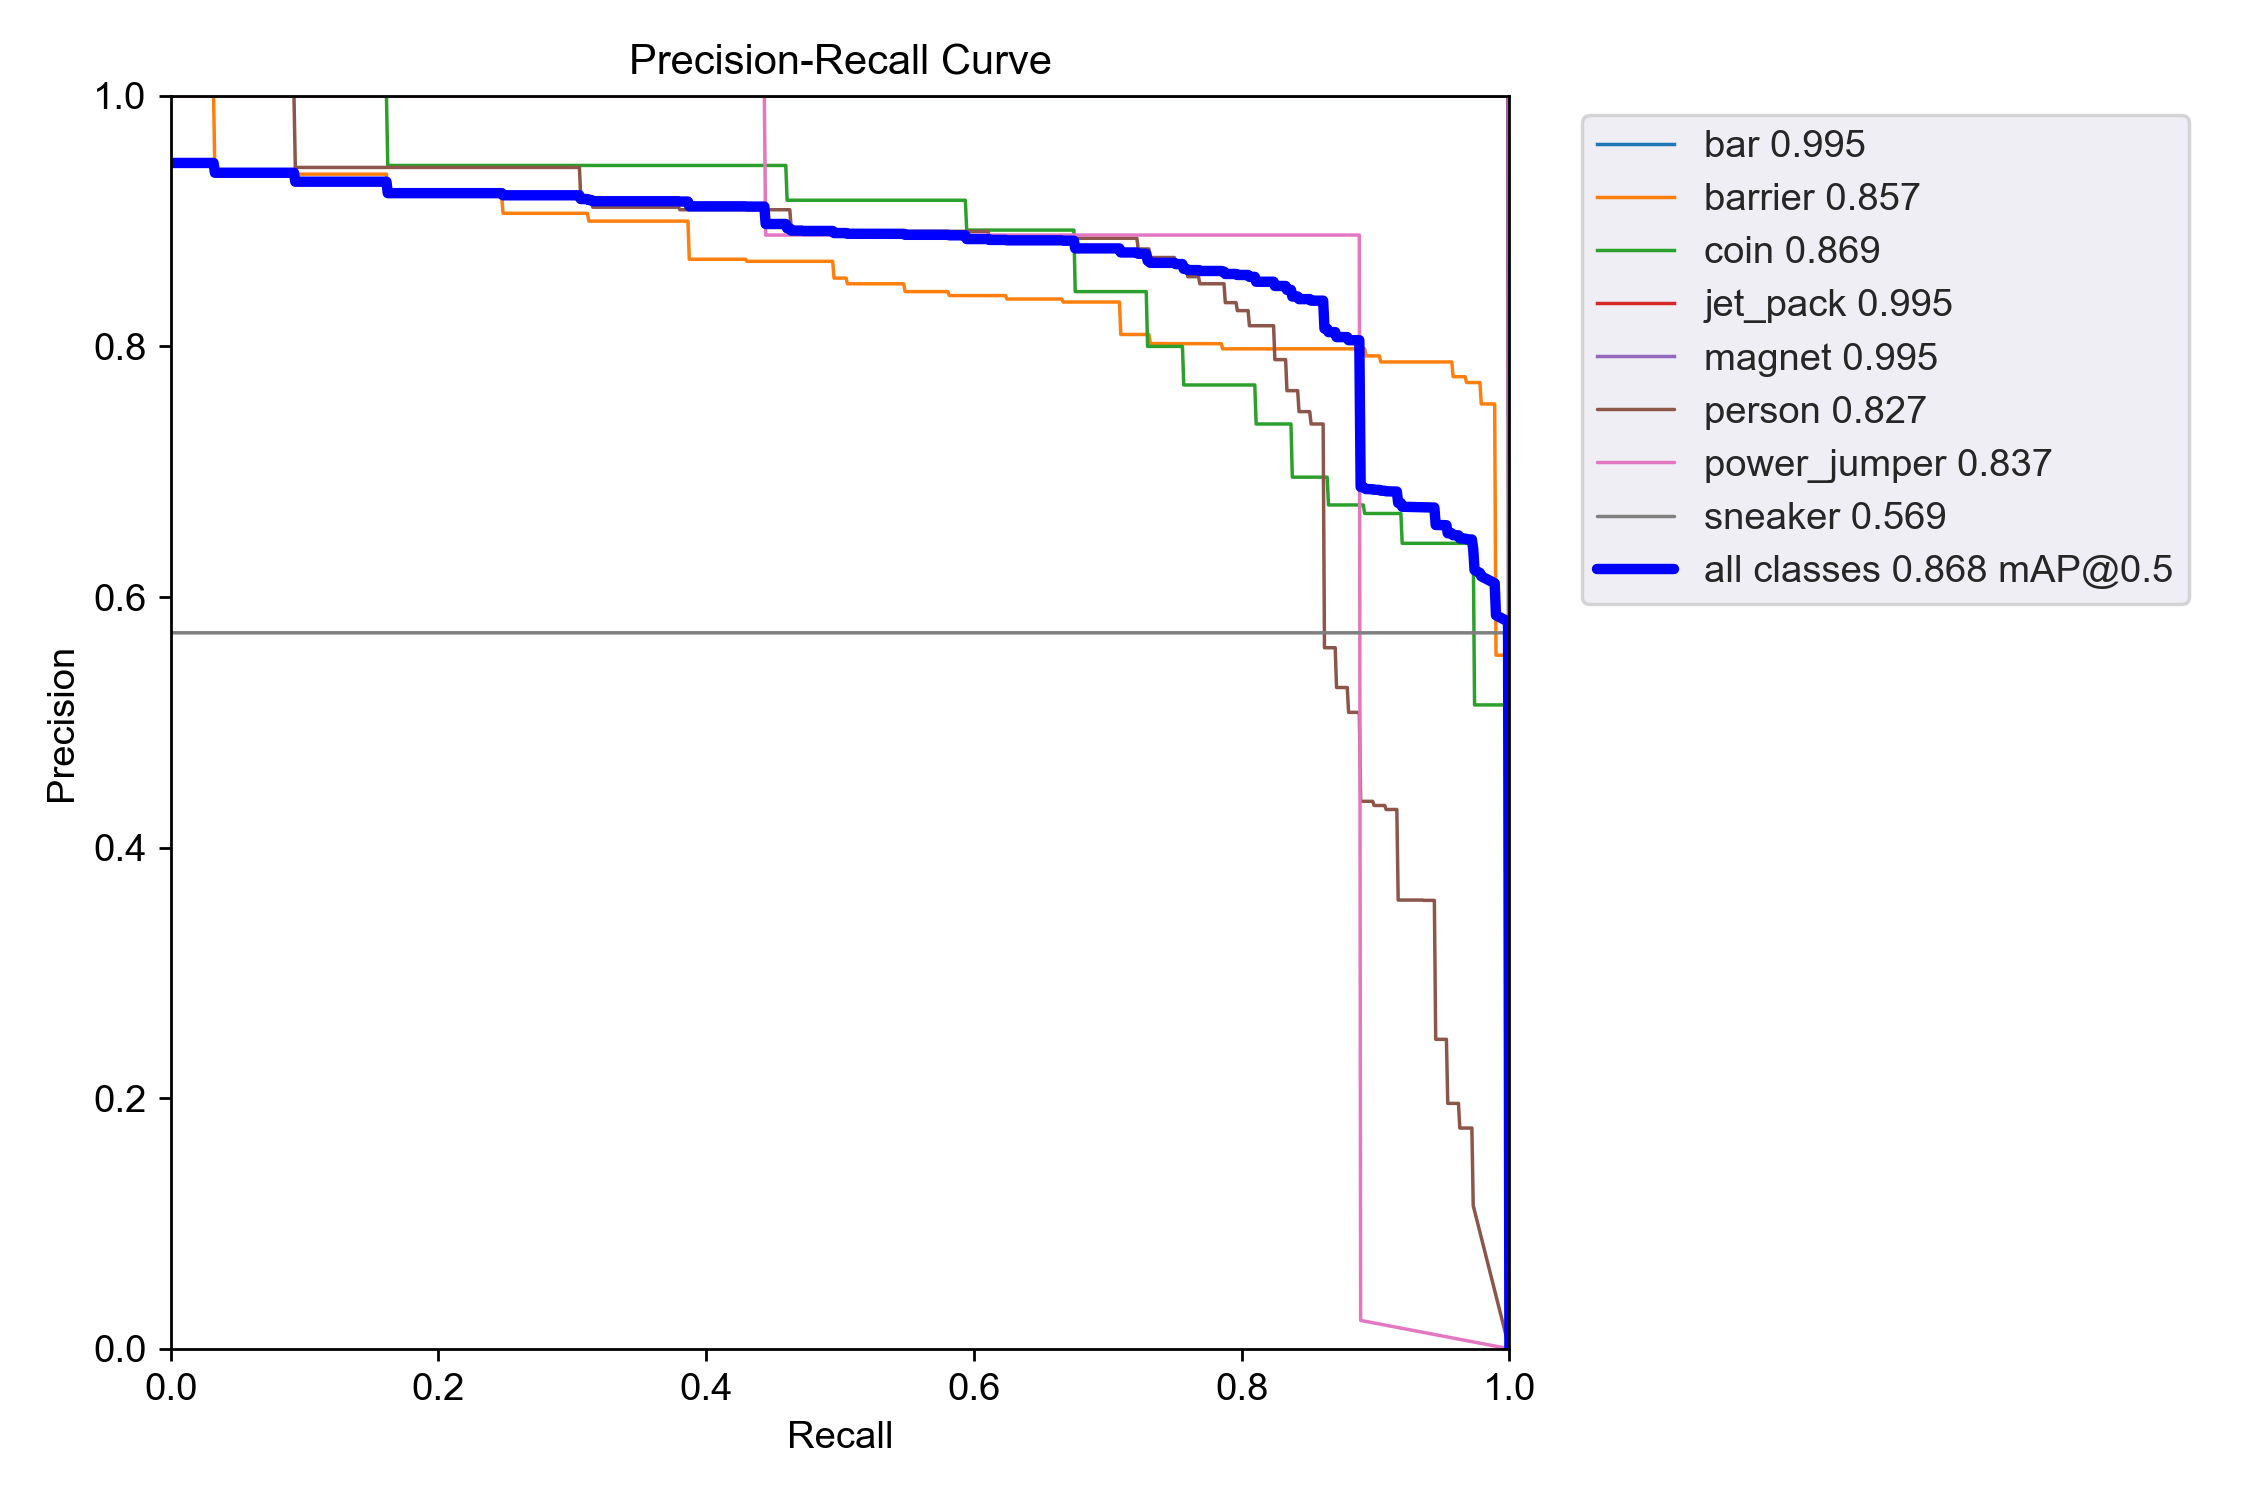 Precision-Recall Curve
1.0
0.8
0.6
0.4
0.2
0.0
Precision
0.0 0.2 0.4 0.6 0.8 1.0
Recall
bar 0.995
barrier 0.857
coin 0.869
jet_pack 0.995
magnet 0.995
person 0.827
power_jumper 0.837
sneaker 0.569
all classes 0.868 mAP@0.5